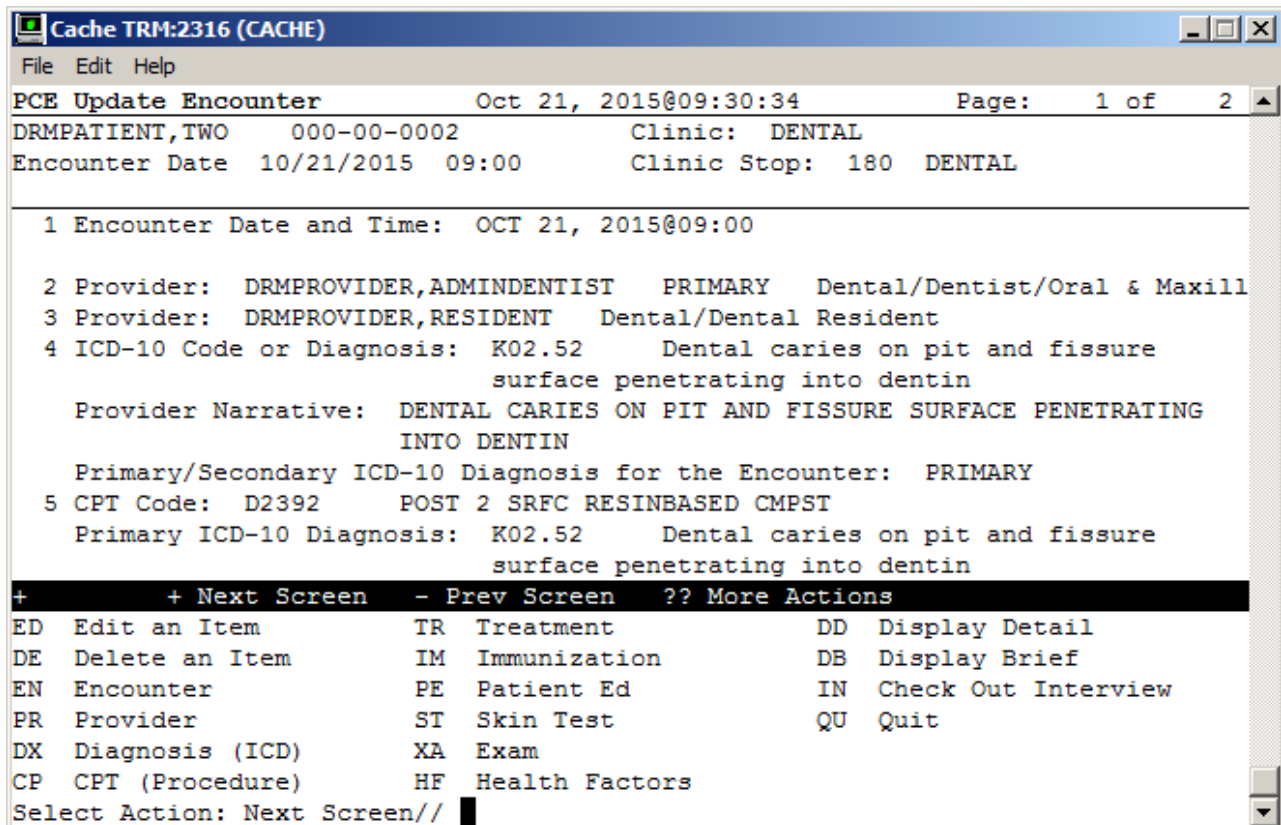 Cache TRM:2316 (CACHE)
File Edit Help
PCE Update Encounter Oct 21, 2015@09:30:34 Page: 1 of 2
DRMPATIENT,TWO 000-00-0002 Clinic: DENTAL
Encounter Date 10/21/2015 09:00 Clinic Stop: 180 DENTAL
1 Encounter Date and Time: OCT 21, 2015@09:00
2 Provider: DRMPROVIDER,ADMINDENTIST PRIMARY Dental/Dentist/Oral & Maxill
3 Provider: DRMPROVIDER,RESIDENT Dental/Dental Resident
4 ICD-10 Code or Diagnosis: K02.52 Dental caries on pit and fissure
surface penetrating into dentin
Provider Narrative: DENTAL CARIES ON PIT AND FISSURE SURFACE PENETRATING
INTO DENTIN
Primary/Secondary ICD-10 Diagnosis for the Encounter: PRIMARY
5 CPT Code: D2392 POST 2 SRFC RESINBASED CMPST
Primary ICD-10 Diagnosis: K02.52 Dental caries on pit and fissure
surface penetrating into dentin
+ + Next Screen - Prev Screen ?? More Actions
ED Edit an Item TR Treatment DD Display Detail
DE Delete an Item IM Immunization DB Display Brief
EN Encounter PE Patient Ed IN Check Out Interview
PR Provider ST Skin Test QU Quit
DX Diagnosis (ICD) XA Exam
CP CPT (Procedure) HF Health Factors
Select Action: Next Screen//